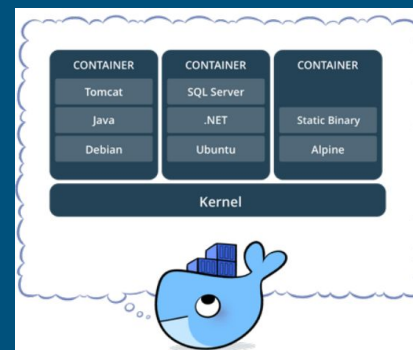 CONTAINER
Tomcat
Java
Debian
CONTAINER
SQL Server
.NET
Ubuntu
CONTAINER
Static Binary
Alpine
Kernel